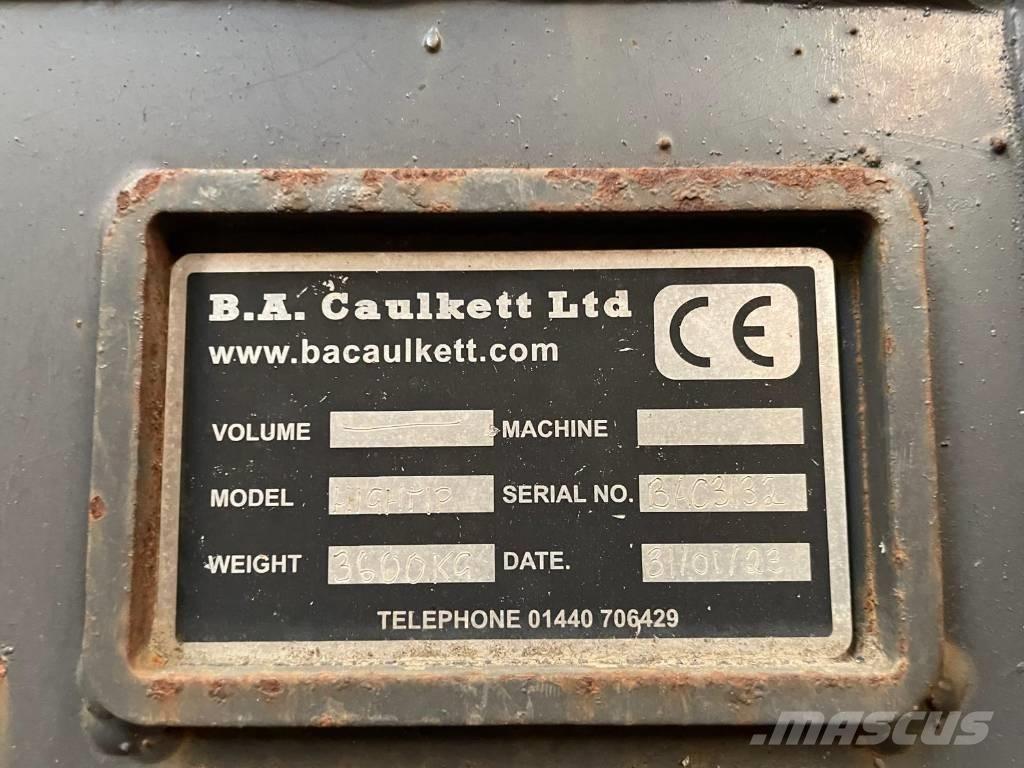 B.A. Caulkett Ltd
CE
www.bacaulkett.com
VOLUME MACHINE
MODEL HIGHTIP SERIAL NO. BAC3132
WEIGHT 3600KG DATE. 31/01/23
TELEPHONE 01440 706429
MASCUS